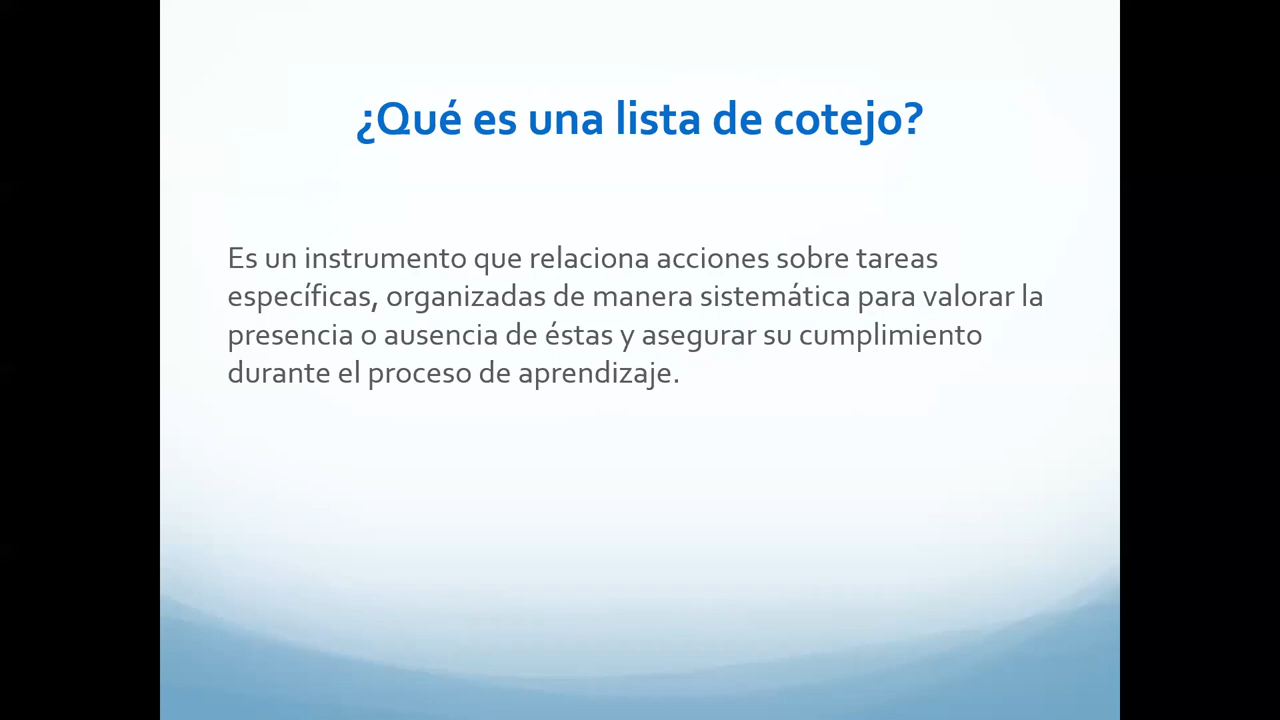 ¿Qué es una lista de cotejo?
Es un instrumento que relaciona acciones sobre tareas
específicas, organizadas de manera sistemática para valorar la
presencia o ausencia de éstas y asegurar su cumplimiento
durante el proceso de aprendizaje.